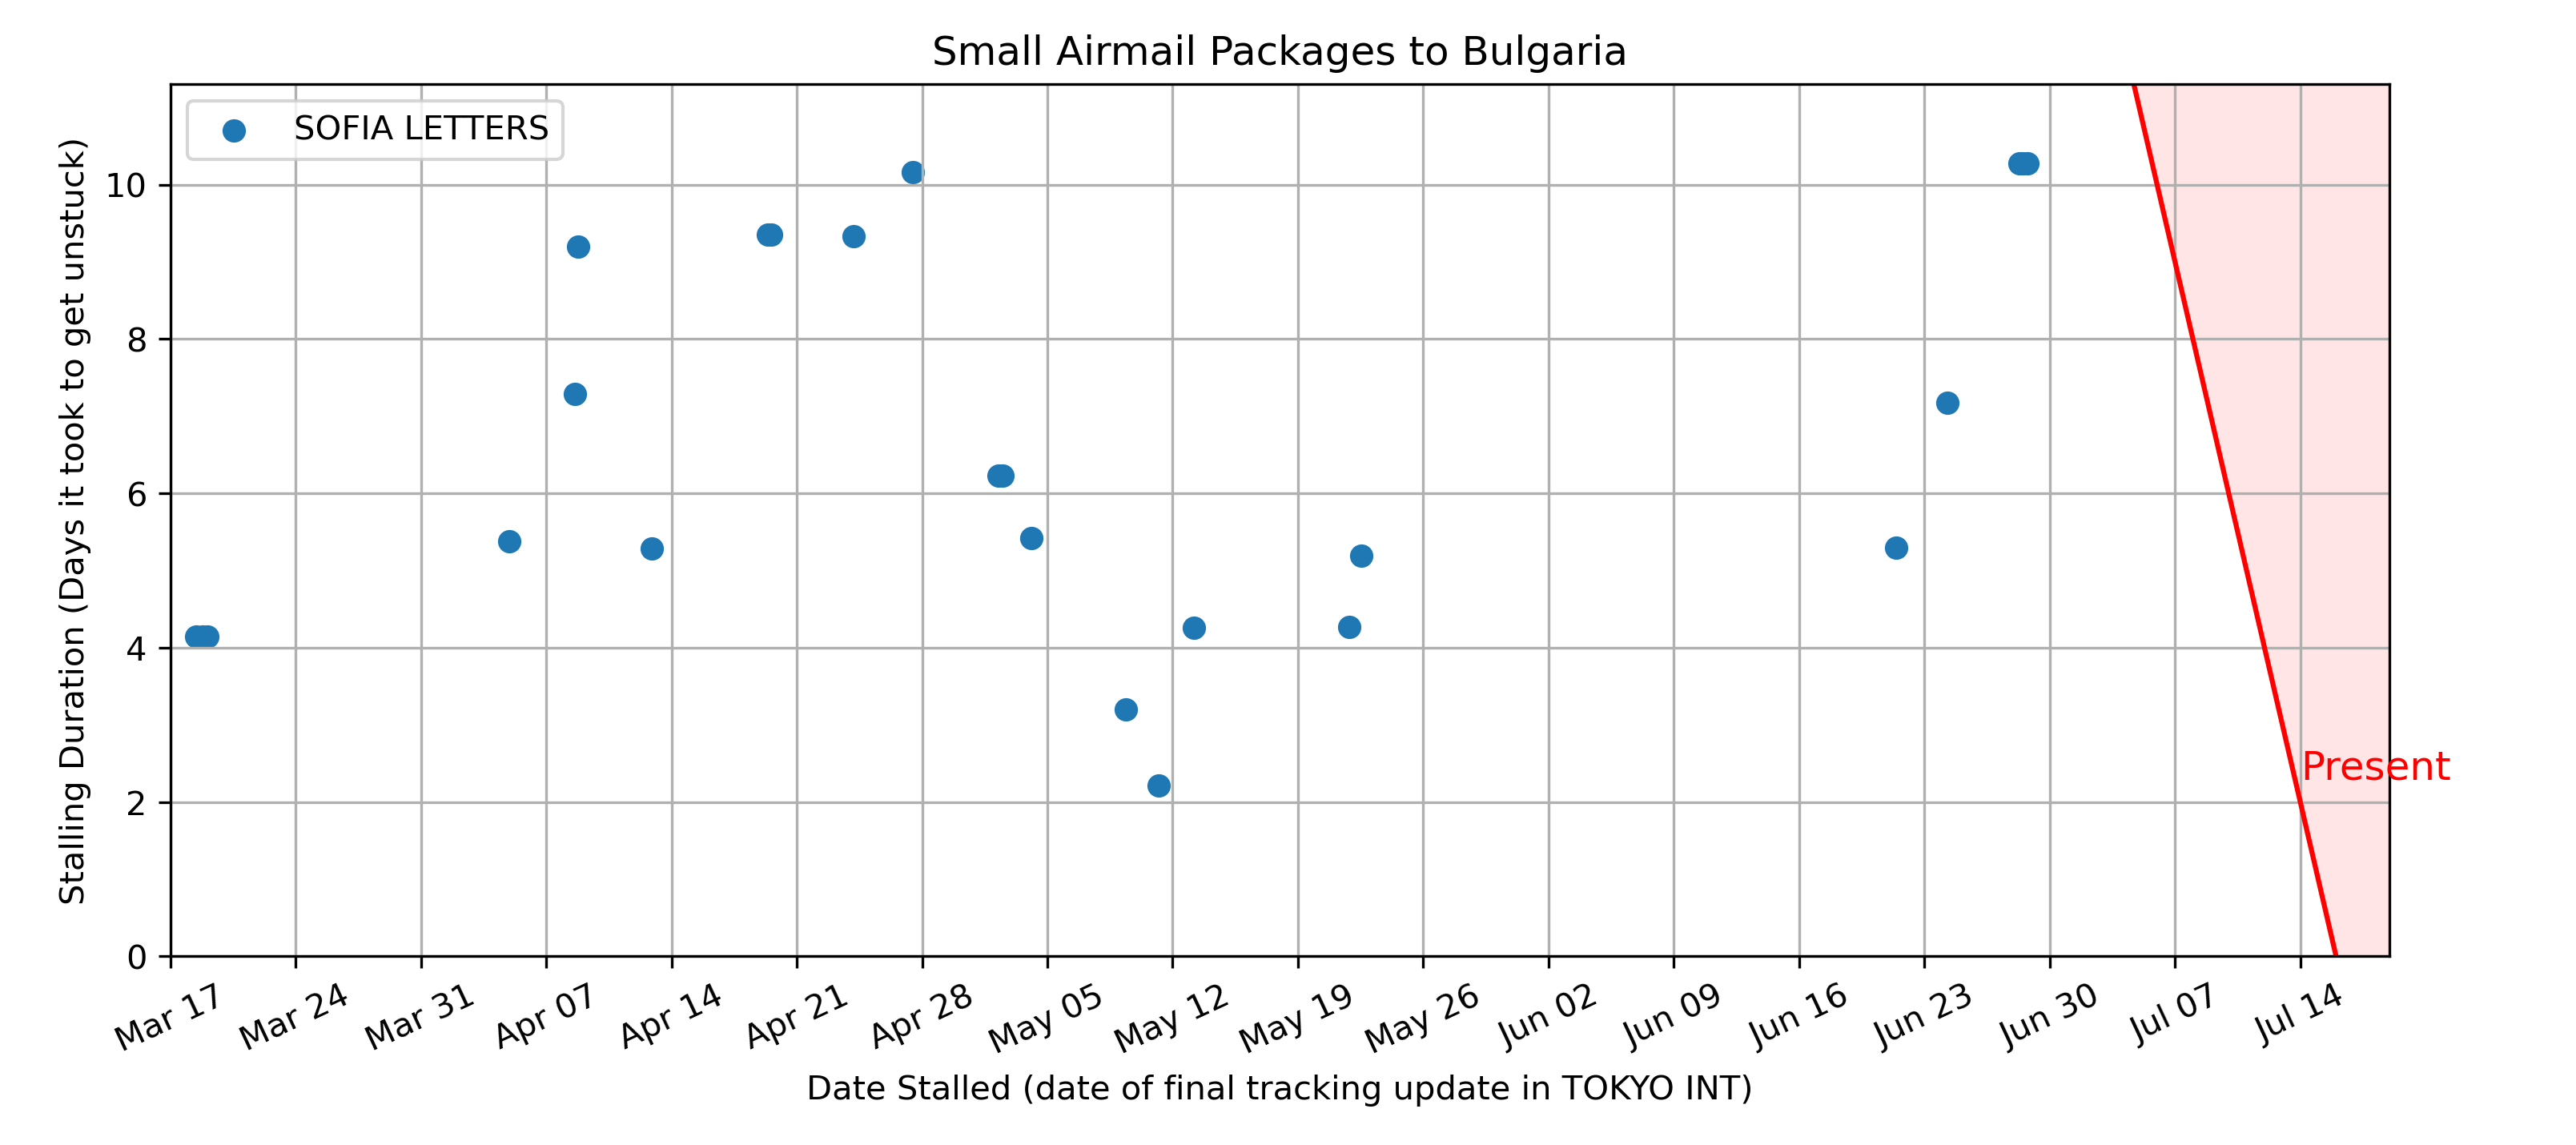 Small Airmail Packages to Bulgaria
SOFIA LETTERS
Stalling Duration (Days it took to get unstuck)
10
8
6
4
2
0
Present
Mar 17
Mar 24
Mar 31
Apr 07
Apr 14
Apr 21
Apr 28
May 05
May 12
May 19
May 26
Jun 02
Jun 09
Jun 16
Jun 23
Jun 30
Jul 07
Jul 14
Date Stalled (date of final tracking update in TOKYO INT)